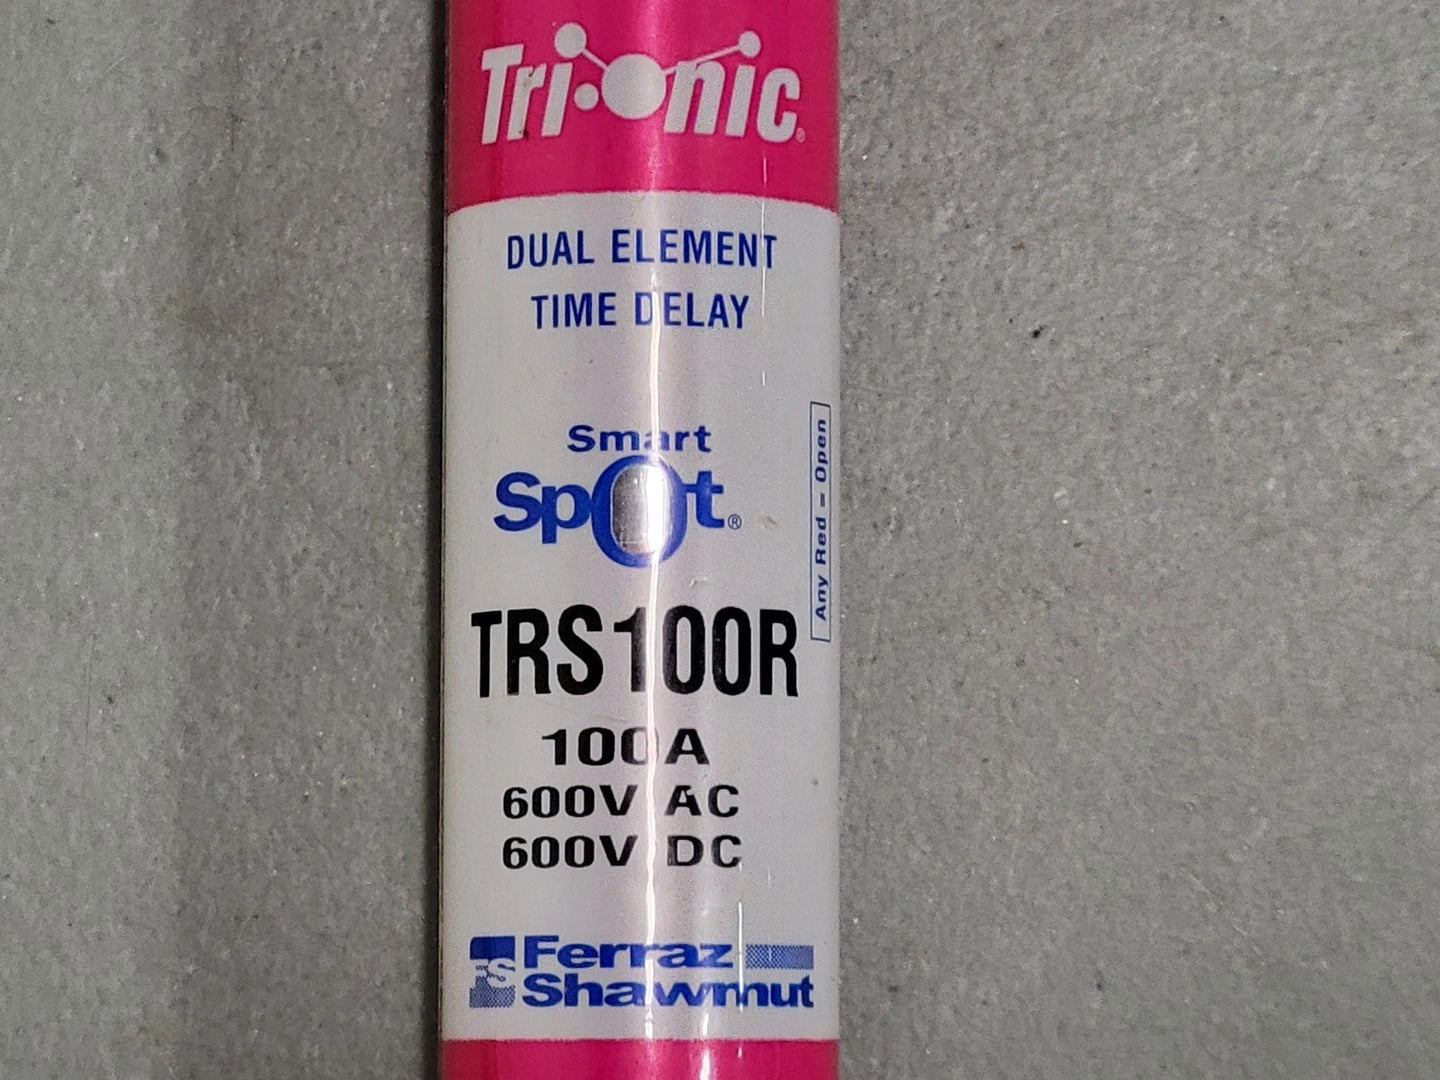 Tri-Onic®
DUAL ELEMENT
TIME DELAY
Smart
Spot®
Any Red = Open
TRS100R
100A
600V AC
600V DC
FS Ferraz
Shawmut